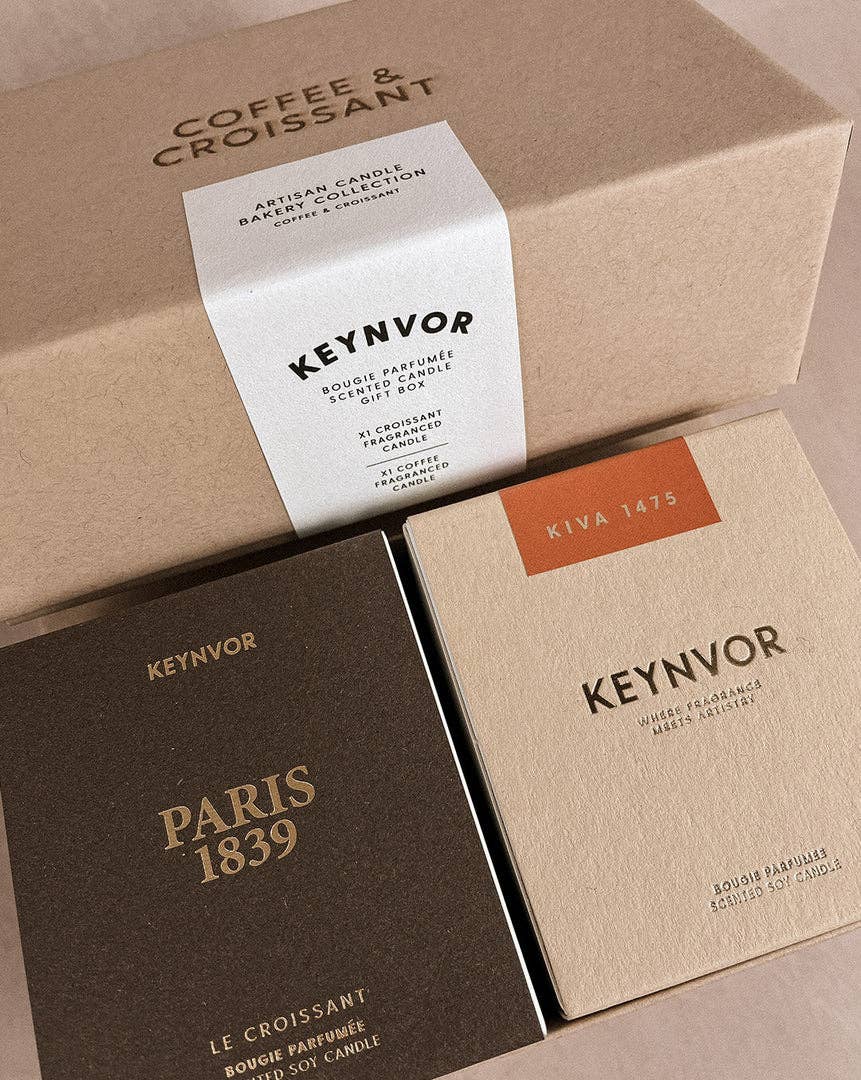 COFFEE &
CROISSANT
ARTISAN CANDLE
BAKERY COLLECTION
COFFEE & CROISSANT
KEYNVOR
BOUGIE PARFUMÉE
SCENTED CANDLE
GIFT BOX
X1 CROISSANT
FRAGRANCED
CANDLE
X1 COFFEE
FRAGRANCED
CANDLE
KEYNVOR
PARIS
1839
LE CROISSANT
BOUGIE PARFUMÉE
SOY CANDLE
KIVA 1475
KEYNVOR
WHERE FRAGRANCE
MEETS ARTISTRY
BOUGIE PARFUMÉE
SCENTED SOY CANDLE